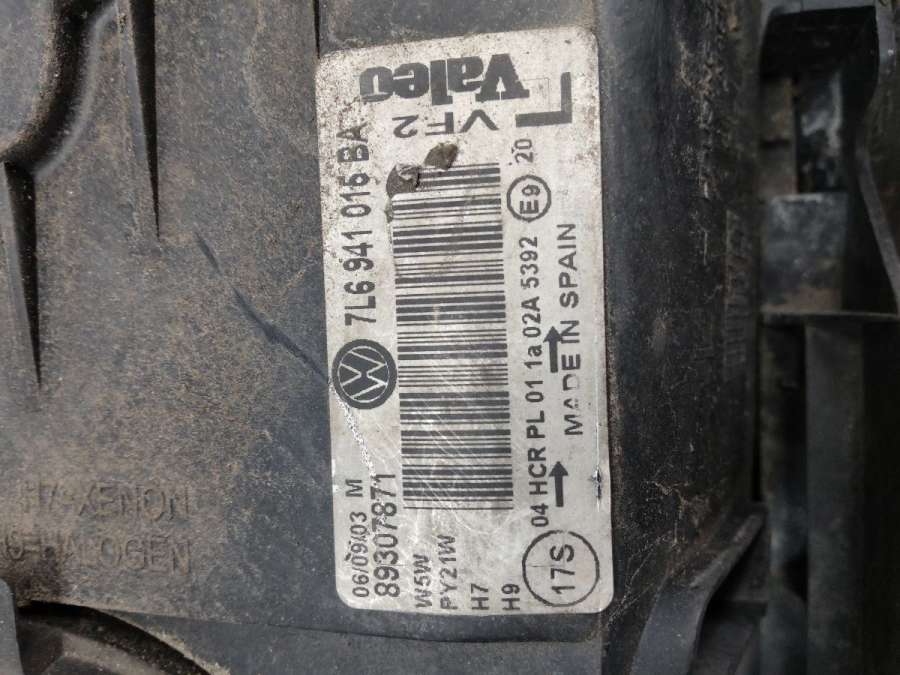 Valeo
L VF2
7L6 941 016 BA
06/09/03 M
89307871
W5W
PY21W
H7
H9
E9 20
04 HCR PL 01 1a 02A 5392
17S
MADE IN SPAIN
XENON
HALOGEN